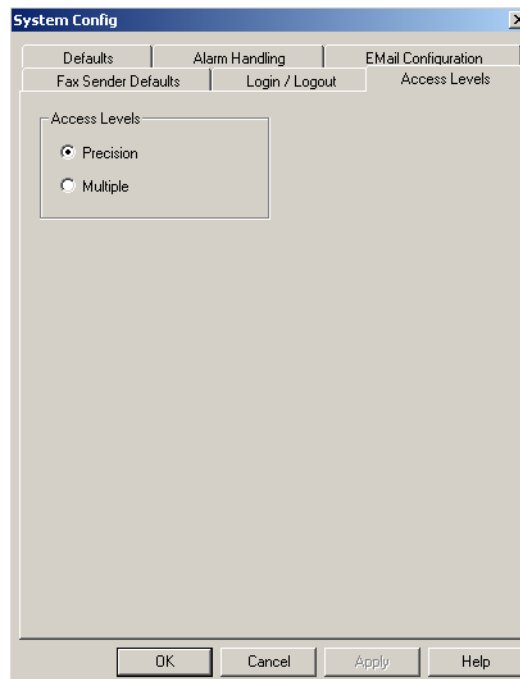 System Config
Defaults Alarm Handling EMail Configuration
Fax Sender Defaults Login / Logout Access Levels
Access Levels
Precision
Multiple
OK Cancel Apply Help